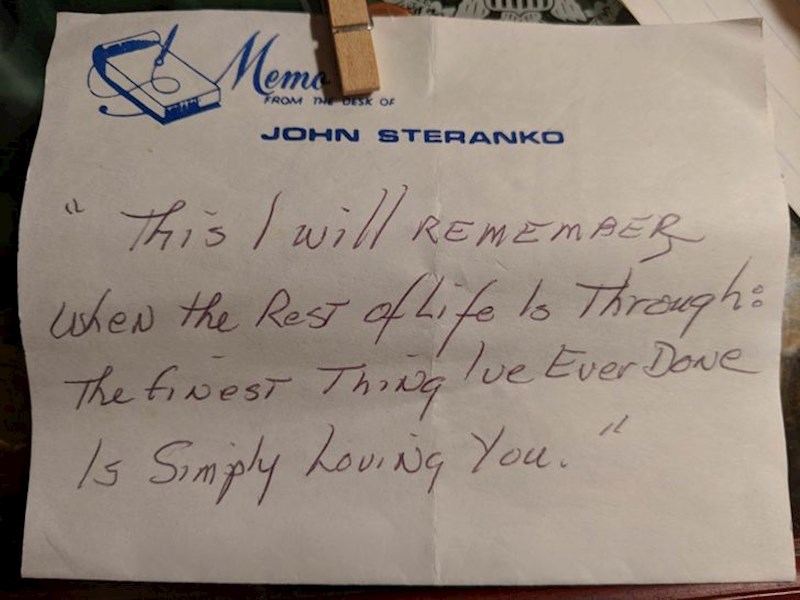 Memo
FROM THE DESK OF
JOHN STERANKO
" This I will REMEMBER
When the Rest of Life Is Through:
The finest Thing I've Ever Done
Is Simply Loving You. "